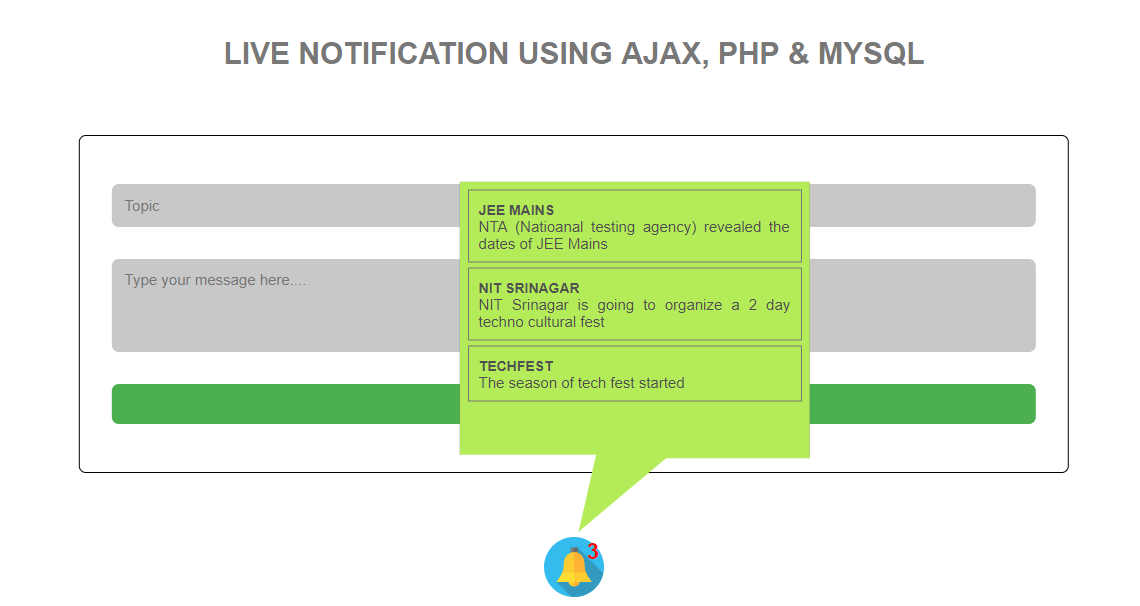 LIVE NOTIFICATION USING AJAX, PHP & MYSQL
Topic
Type your message here....
JEE MAINS
NTA (Natioanal testing agency) revealed the
dates of JEE Mains
NIT SRINAGAR
NIT Srinagar is going to organize a 2 day
techno cultural fest
TECHFEST
The season of tech fest started
3